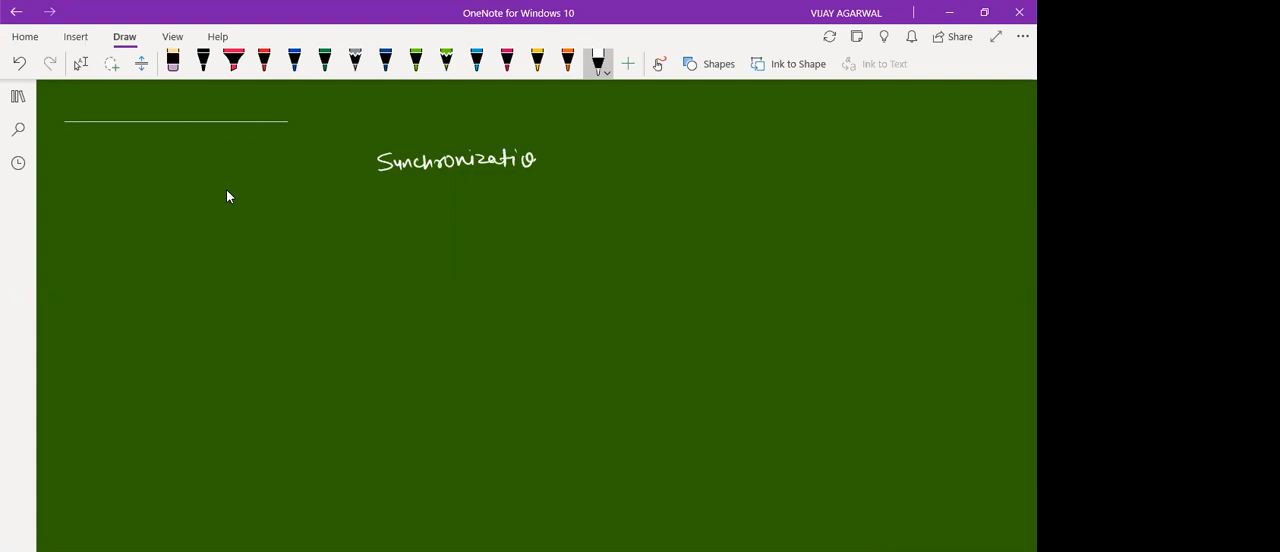 OneNote for Windows 10
VIJAY AGARWAL
Home Insert Draw View Help
Share
Shapes Ink to Shape Ink to Text
Synchronizatio